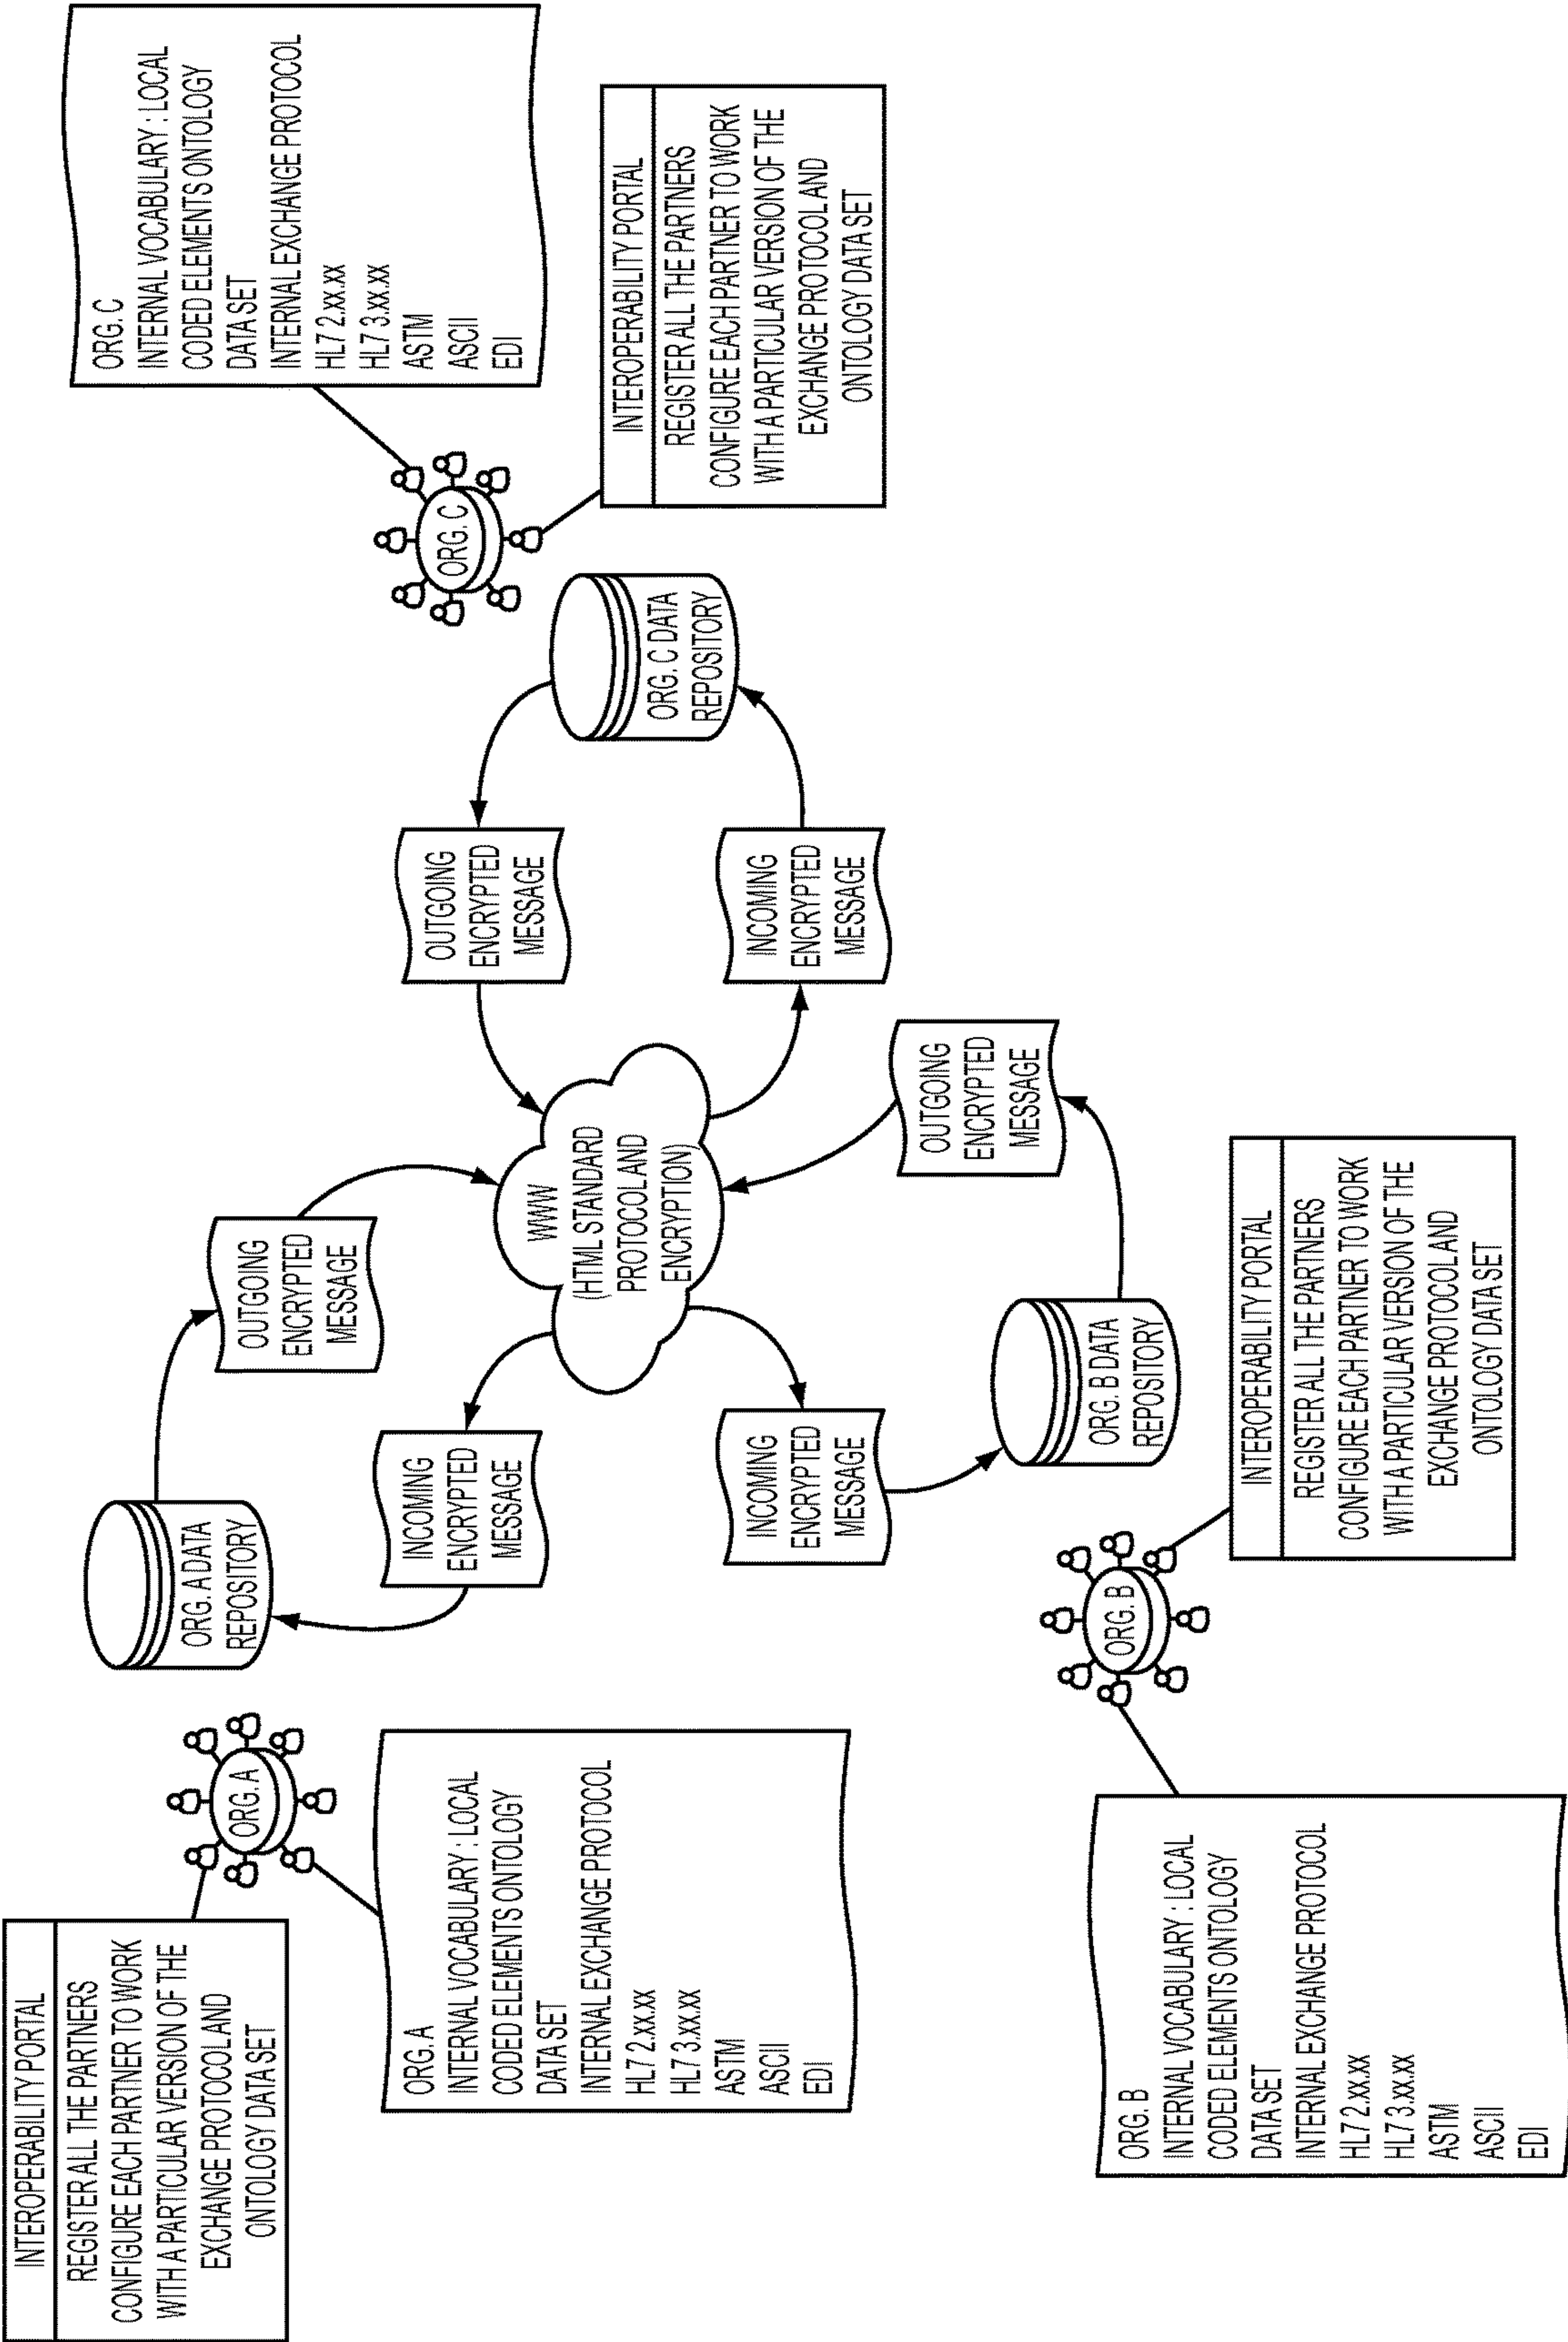 INTEROPERABILITY PORTAL
REGISTER ALL THE PARTNERS
CONFIGURE EACH PARTNER TO WORK
WITH A PARTICULAR VERSION OF THE
EXCHANGE PROTOCOL AND
ONTOLOGY DATA SET
ORG. A
ORG. A
INTERNAL VOCABULARY : LOCAL
CODED ELEMENTS ONTOLOGY
DATA SET
INTERNAL EXCHANGE PROTOCOL
HL7 2.xx.xx
HL7 3.xx.xx
ASTM
ASCII
EDI
ORG. A DATA
REPOSITORY
OUTGOING
ENCRYPTED
MESSAGE
INCOMING
ENCRYPTED
MESSAGE
WWW
(HTML STANDARD
PROTOCOL AND
ENCRYPTION)
OUTGOING
ENCRYPTED
MESSAGE
INCOMING
ENCRYPTED
MESSAGE
ORG. C DATA
REPOSITORY
ORG. C
ORG. C
INTERNAL VOCABULARY : LOCAL
CODED ELEMENTS ONTOLOGY
DATA SET
INTERNAL EXCHANGE PROTOCOL
HL7 2.xx.xx
HL7 3.xx.xx
ASTM
ASCII
EDI
INTEROPERABILITY PORTAL
REGISTER ALL THE PARTNERS
CONFIGURE EACH PARTNER TO WORK
WITH A PARTICULAR VERSION OF THE
EXCHANGE PROTOCOL AND
ONTOLOGY DATA SET
INCOMING
ENCRYPTED
MESSAGE
OUTGOING
ENCRYPTED
MESSAGE
ORG. B DATA
REPOSITORY
ORG. B
ORG. B
INTERNAL VOCABULARY : LOCAL
CODED ELEMENTS ONTOLOGY
DATA SET
INTERNAL EXCHANGE PROTOCOL
HL7 2.xx.xx
HL7 3.xx.xx
ASTM
ASCII
EDI
INTEROPERABILITY PORTAL
REGISTER ALL THE PARTNERS
CONFIGURE EACH PARTNER TO WORK
WITH A PARTICULAR VERSION OF THE
EXCHANGE PROTOCOL AND
ONTOLOGY DATA SET